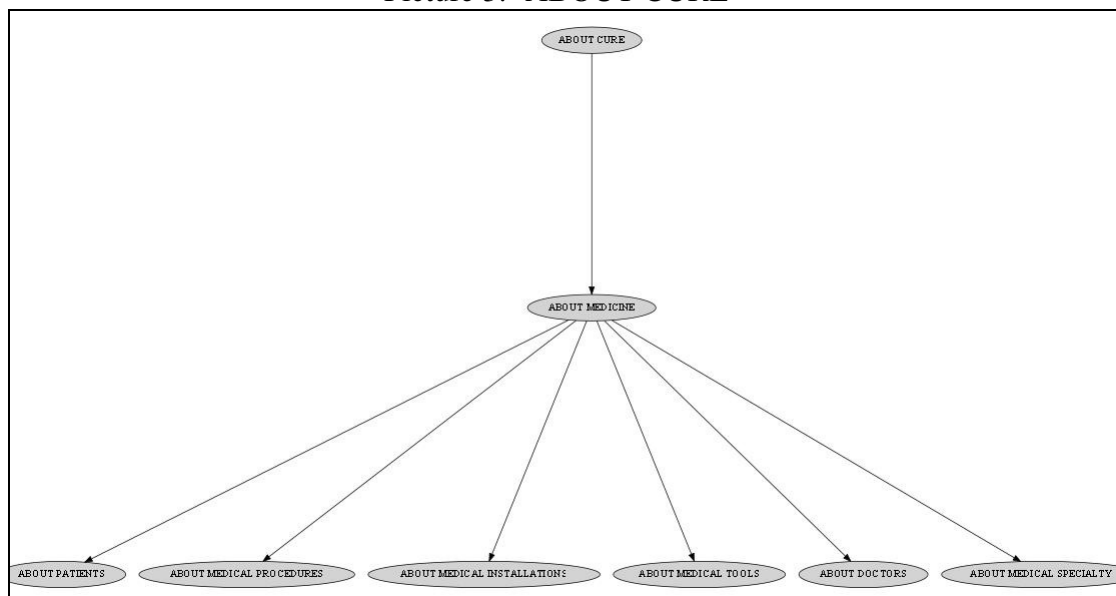 ABOUT CURE
ABOUT MEDICINE
ABOUT PATIENTS
ABOUT MEDICAL PROCEDURES
ABOUT MEDICAL INSTALLATIONS
ABOUT MEDICAL TOOLS
ABOUT DOCTORS
ABOUT MEDICAL SPECIALTY